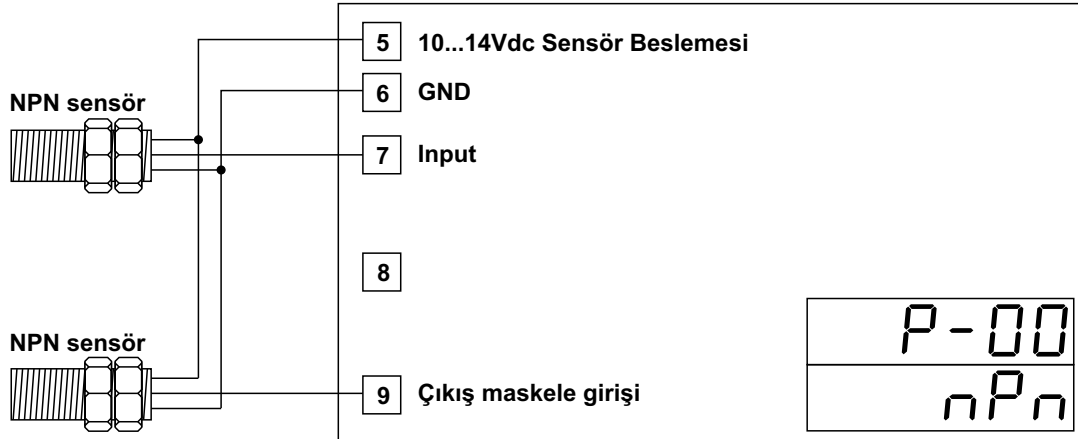 5 10...14Vdc Sensör Beslemesi
6 GND
NPN sensör
7 Input
8
P-00
NPN sensör
nPn
9 Çıkış maskele girişi